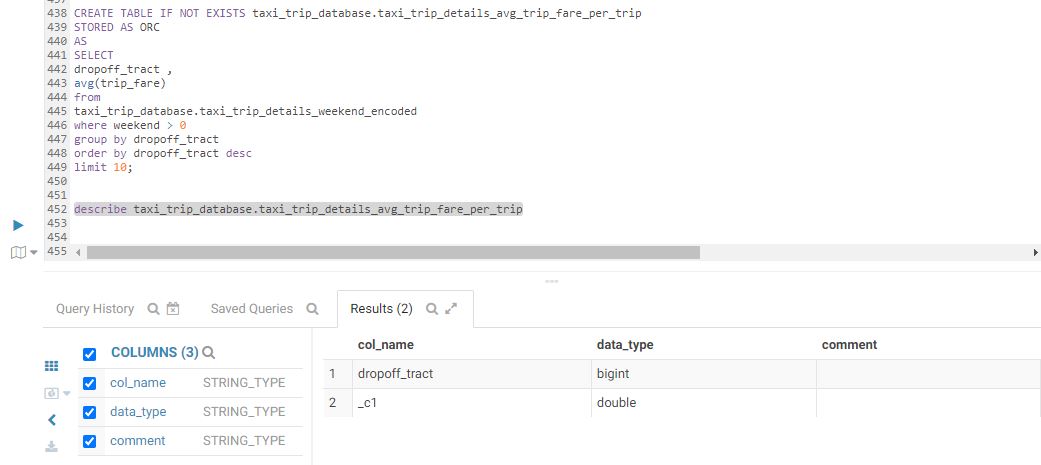 438 CREATE TABLE IF NOT EXISTS taxi_trip_database.taxi_trip_details_avg_trip_fare_per_trip
439 STORED AS ORC
440 AS
441 SELECT
442 dropoff_tract ,
443 avg(trip_fare)
444 from
445 taxi_trip_database.taxi_trip_details_weekend_encoded
446 where weekend > 0
447 group by dropoff_tract
448 order by dropoff_tract desc
449 limit 10;
450
451
452 describe taxi_trip_database.taxi_trip_details_avg_trip_fare_per_trip
453
454
455
Query History Saved Queries Results (2)
COLUMNS (3)
col_name STRING_TYPE
data_type STRING_TYPE
comment STRING_TYPE
col_name data_type comment
1 dropoff_tract bigint
2 _c1 double